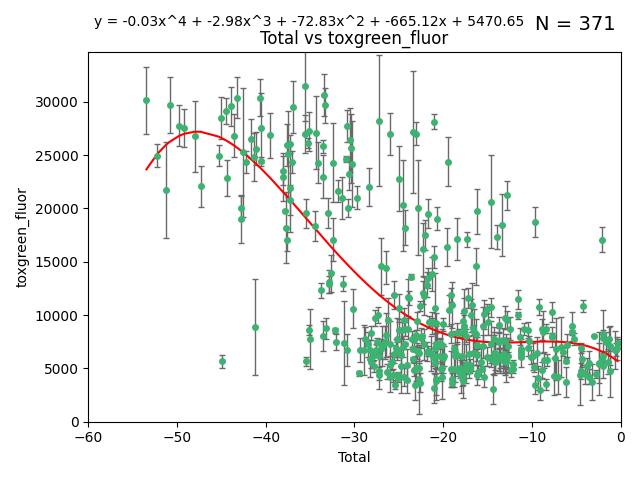 y = -0.03x^4 + -2.98x^3 + -72.83x^2 + -665.12x + 5470.65 N = 371
Total vs toxgreen_fluor
30000
25000
20000
15000
10000
5000
0
toxgreen_fluor
−60 −50 −40 −30 −20 −10 0
Total